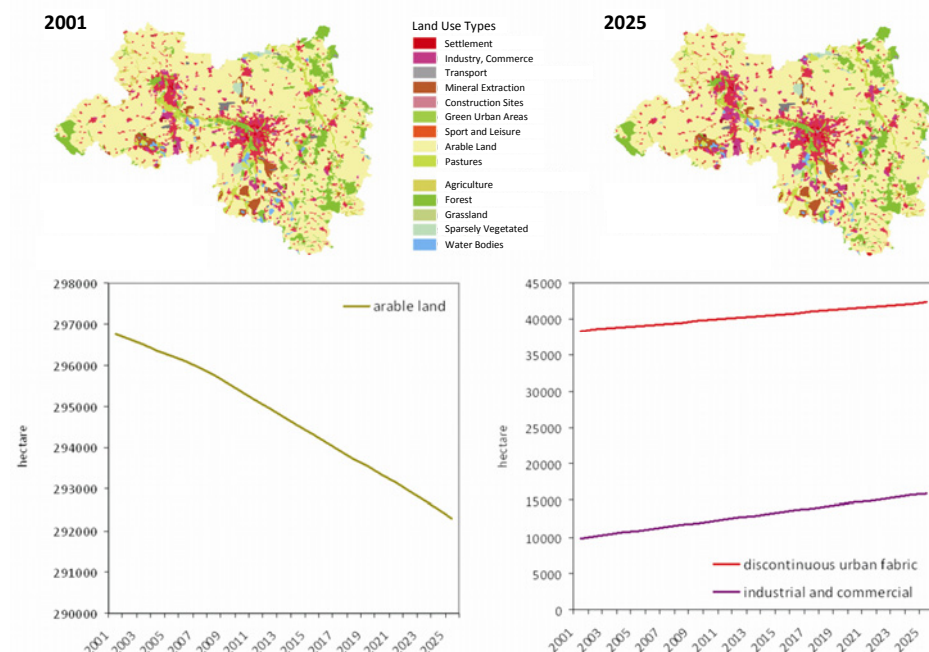 2001
Land Use Types
Settlement
Industry, Commerce
Transport
Mineral Extraction
Construction Sites
Green Urban Areas
Sport and Leisure
Arable Land
Pastures
Agriculture
Forest
Grassland
Sparsely Vegetated
Water Bodies
2025
298000
297000
296000
295000
294000
293000
292000
291000
290000
hectare
arable land
2001
2003
2005
2007
2009
2011
2013
2015
2017
2019
2021
2023
2025
45000
40000
35000
30000
25000
20000
15000
10000
5000
0
hectare
discontinuous urban fabric
industrial and commercial
2001
2003
2005
2007
2009
2011
2013
2015
2017
2019
2021
2023
2025